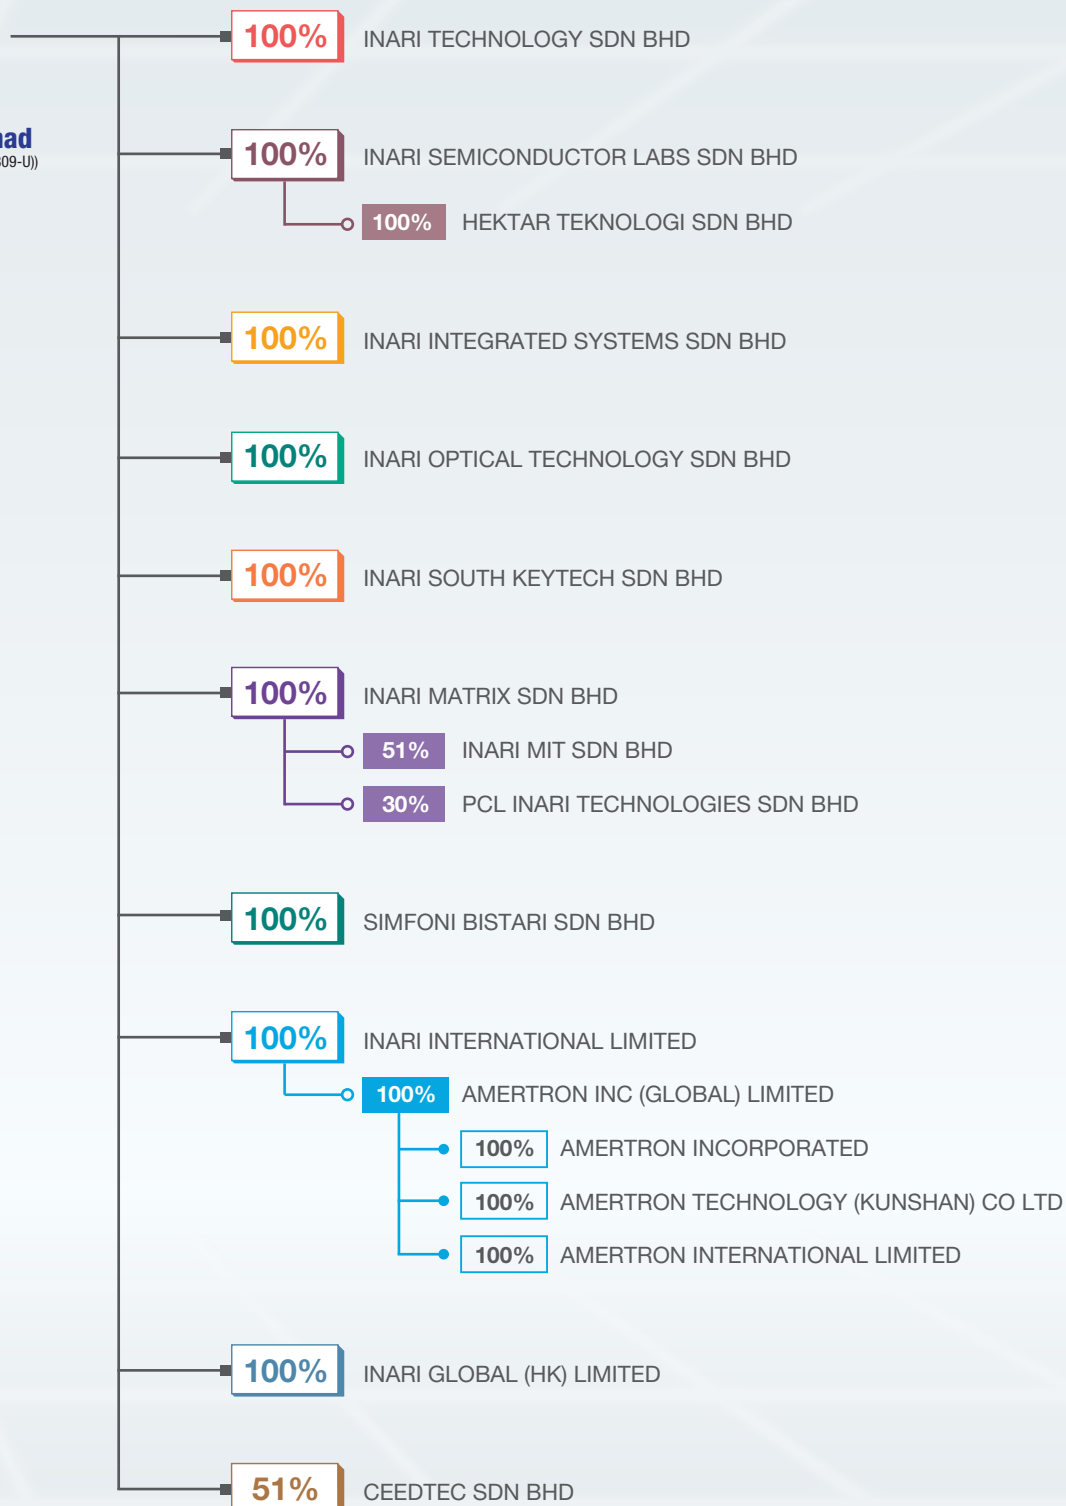 100% INARI TECHNOLOGY SDN BHD
100% INARI SEMICONDUCTOR LABS SDN BHD
100% HEKTAR TEKNOLOGI SDN BHD
100% INARI INTEGRATED SYSTEMS SDN BHD
100% INARI OPTICAL TECHNOLOGY SDN BHD
100% INARI SOUTH KEYTECH SDN BHD
100% INARI MATRIX SDN BHD
51% INARI MIT SDN BHD
30% PCL INARI TECHNOLOGIES SDN BHD
100% SIMFONI BISTARI SDN BHD
100% INARI INTERNATIONAL LIMITED
100% AMERTRON INC (GLOBAL) LIMITED
100% AMERTRON INCORPORATED
100% AMERTRON TECHNOLOGY (KUNSHAN) CO LTD
100% AMERTRON INTERNATIONAL LIMITED
100% INARI GLOBAL (HK) LIMITED
51% CEEDTEC SDN BHD